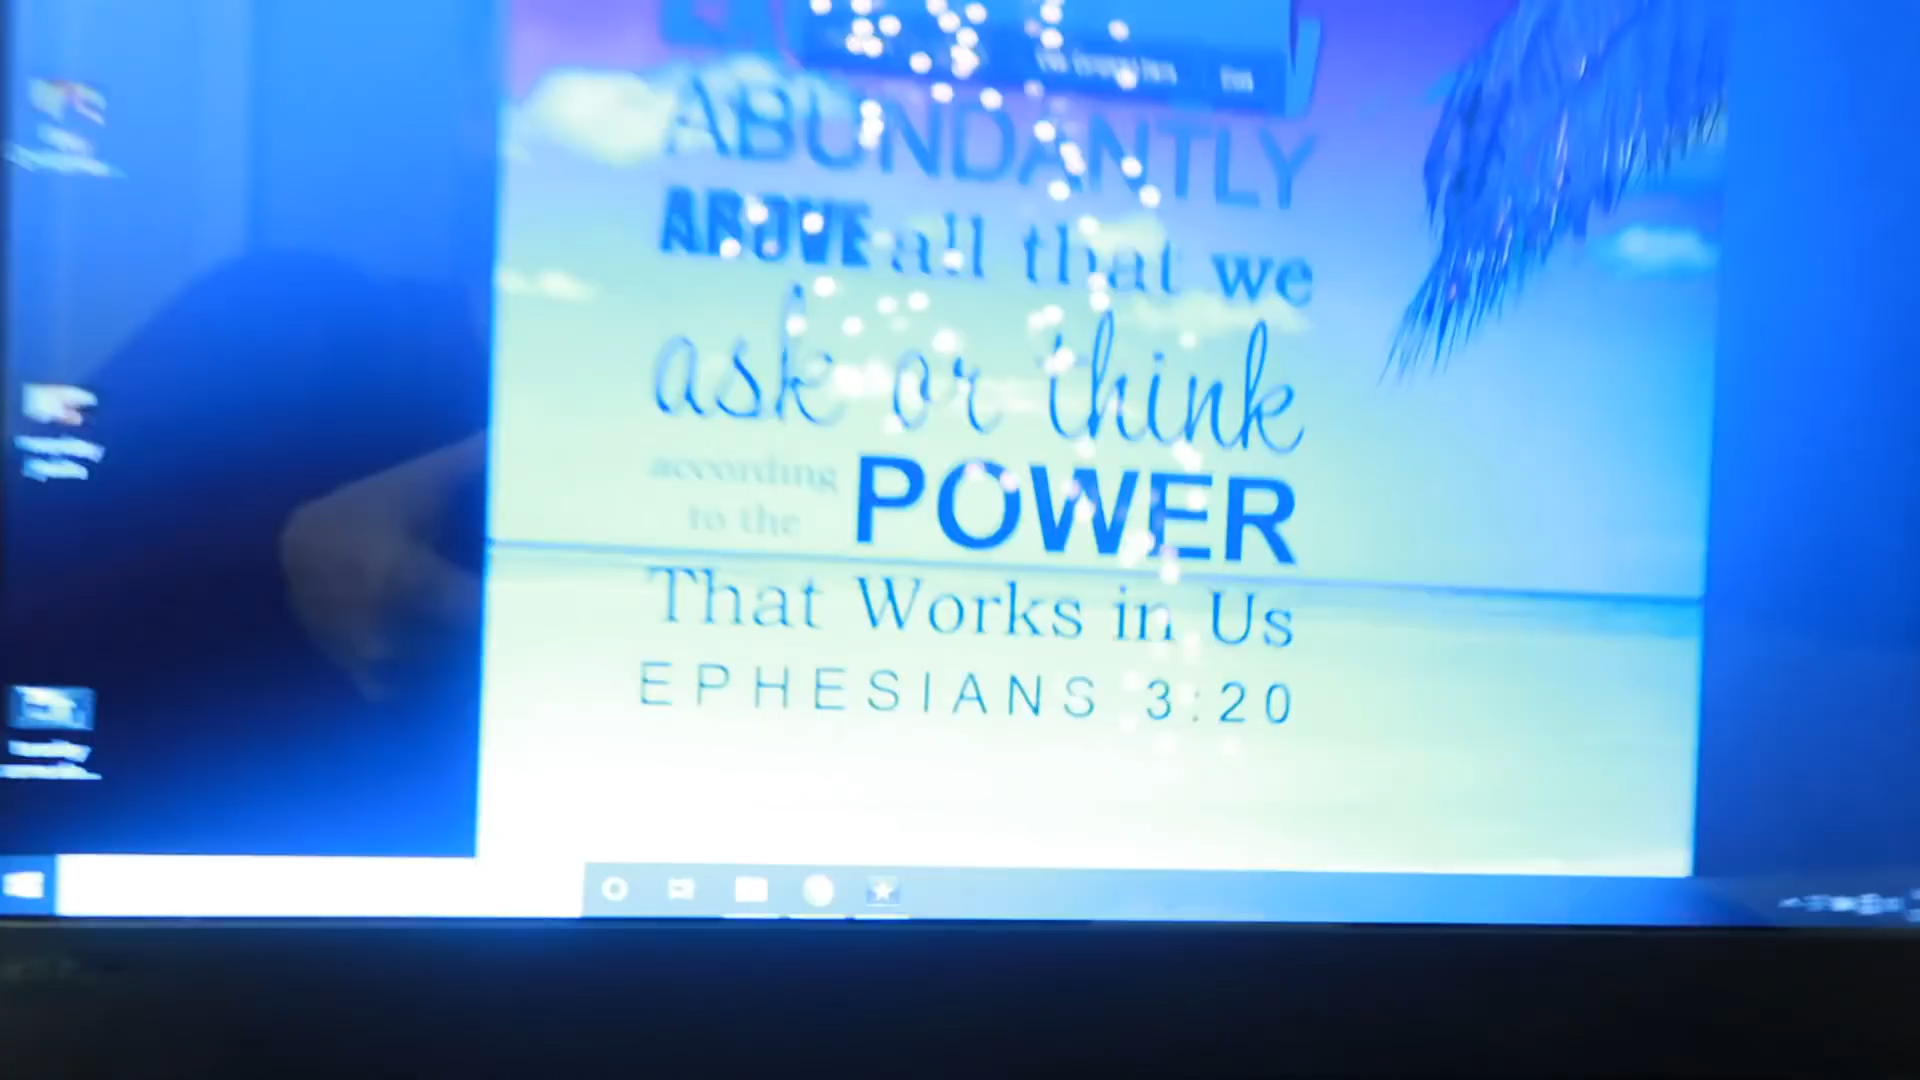 ABUNDANTLY
ABOVE all that we
ask or think
according
to the POWER
That Works in Us
EPHESIANS 3:20